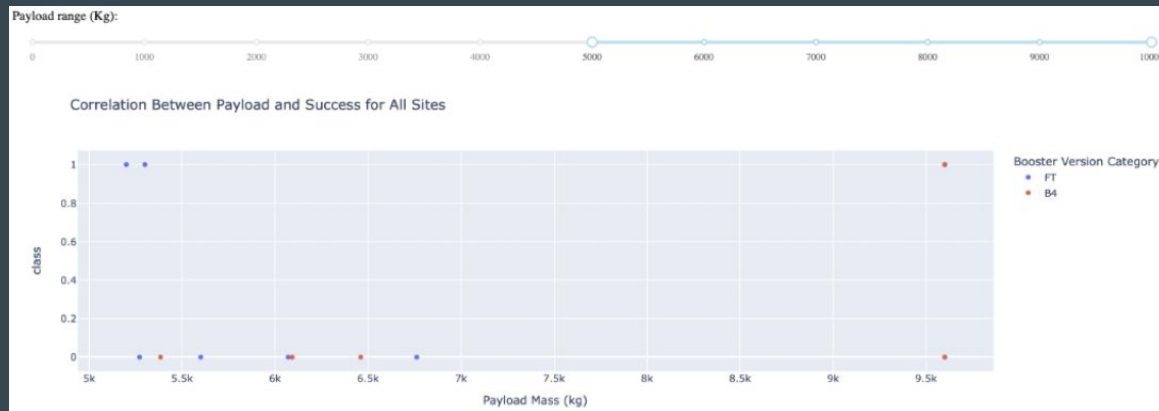 Payload range (Kg):
0 1000 2000 3000 4000 5000 6000 7000 8000 9000 1000
Correlation Between Payload and Success for All Sites
1
0.8
0.6
0.4
0.2
0
class
5k 5.5k 6k 6.5k 7k 7.5k 8k 8.5k 9k 9.5k
Payload Mass (kg)
Booster Version Category
FT
B4